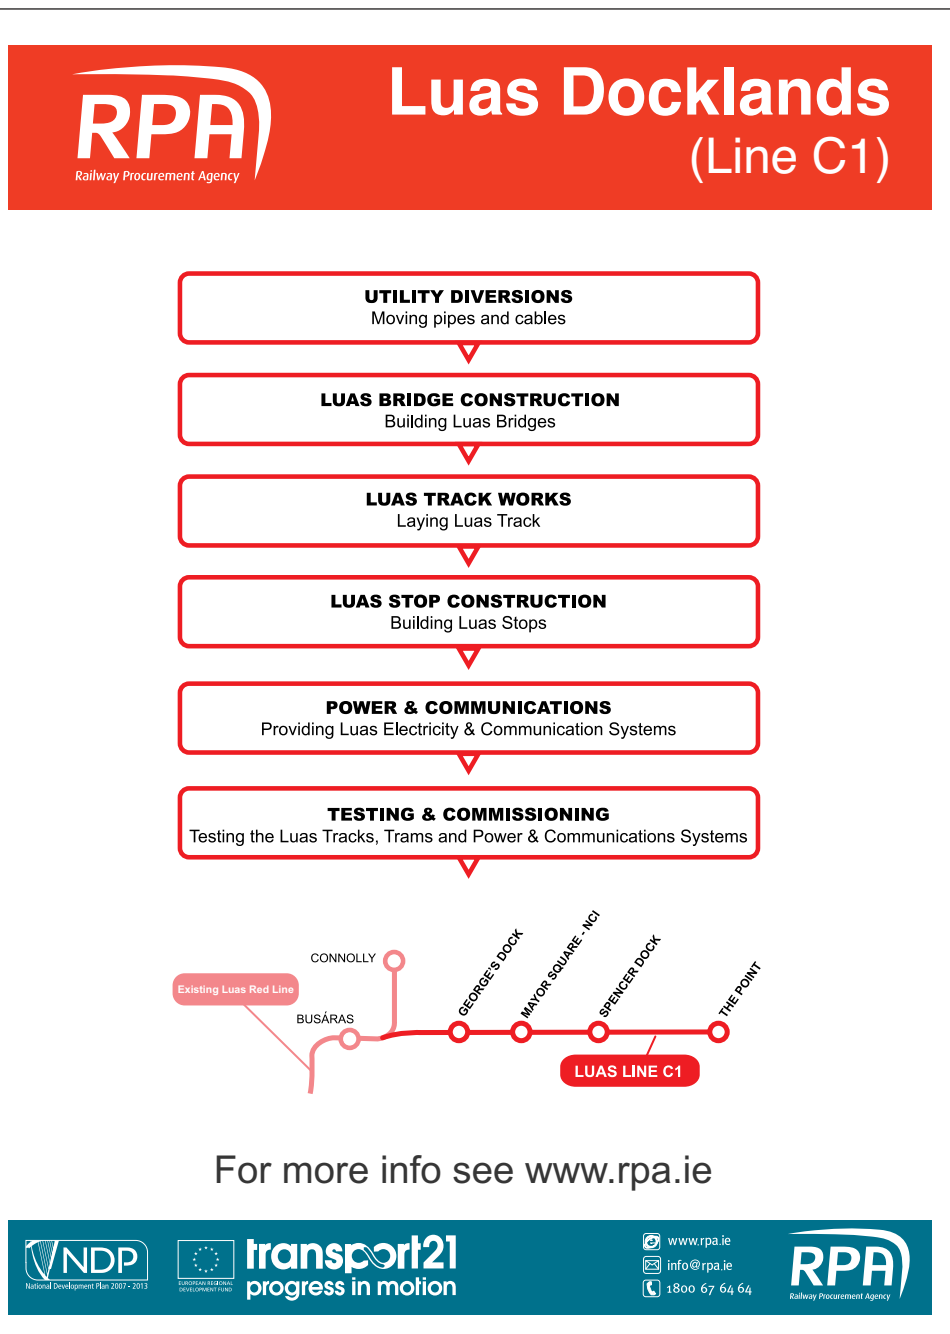 RPA
Railway Procurement Agency
Luas Docklands
(Line C1)
UTILITY DIVERSIONS
Moving pipes and cables
LUAS BRIDGE CONSTRUCTION
Building Luas Bridges
LUAS TRACK WORKS
Laying Luas Track
LUAS STOP CONSTRUCTION
Building Luas Stops
POWER & COMMUNICATIONS
Providing Luas Electricity & Communication Systems
TESTING & COMMISSIONING
Testing the Luas Tracks, Trams and Power & Communications Systems
CONNOLLY
Existing Luas Red Line
BUSÁRAS
GEORGE'S DOCK
MAYOR SQUARE - NCI
SPENCER DOCK
THE POINT
LUAS LINE C1
For more info see www.rpa.ie
NDP
National Development Plan 2007 - 2013
EUROPEAN REGIONAL
DEVELOPMENT FUND
transport21
progress in motion
www.rpa.ie
info@rpa.ie
1800 67 64 64
RPA
Railway Procurement Agency